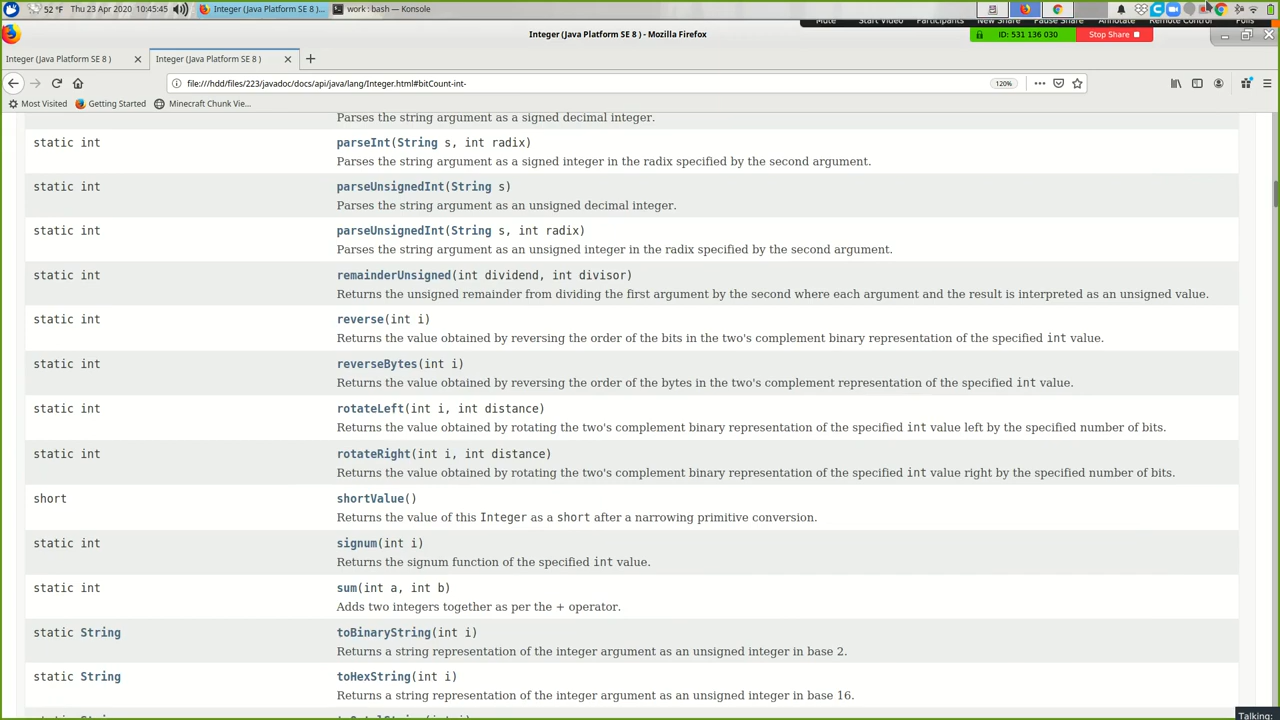 52 °F
Thu 23 Apr 2020, 10:45:45
Integer (Java Platform SE 8 ) - Mozilla Firefox
work : bash — Konsole
Mute Start Video Participants New Share Pause Share Annotate Remote Control Polls
Integer (Java Platform SE 8 ) - Mozilla Firefox
ID: 531 136 030
Stop Share
Integer (Java Platform SE 8 )
Integer (Java Platform SE 8 )
file:///hdd/files/223/javadoc/docs/api/java/lang/Integer.html#bitCount-int-
120%
Most Visited
Getting Started
Minecraft Chunk Vie...
Parses the string argument as a signed decimal integer.
static int parseInt(String s, int radix)
Parses the string argument as a signed integer in the radix specified by the second argument.
static int parseUnsignedInt(String s)
Parses the string argument as an unsigned decimal integer.
static int parseUnsignedInt(String s, int radix)
Parses the string argument as an unsigned integer in the radix specified by the second argument.
static int remainderUnsigned(int dividend, int divisor)
Returns the unsigned remainder from dividing the first argument by the second where each argument and the result is interpreted as an unsigned value.
static int reverse(int i)
Returns the value obtained by reversing the order of the bits in the two's complement binary representation of the specified int value.
static int reverseBytes(int i)
Returns the value obtained by reversing the order of the bytes in the two's complement representation of the specified int value.
static int rotateLeft(int i, int distance)
Returns the value obtained by rotating the two's complement binary representation of the specified int value left by the specified number of bits.
static int rotateRight(int i, int distance)
Returns the value obtained by rotating the two's complement binary representation of the specified int value right by the specified number of bits.
short shortValue()
Returns the value of this Integer as a short after a narrowing primitive conversion.
static int signum(int i)
Returns the signum function of the specified int value.
static int sum(int a, int b)
Adds two integers together as per the + operator.
static String toBinaryString(int i)
Returns a string representation of the integer argument as an unsigned integer in base 2.
static String toHexString(int i)
Returns a string representation of the integer argument as an unsigned integer in base 16.
Talking: